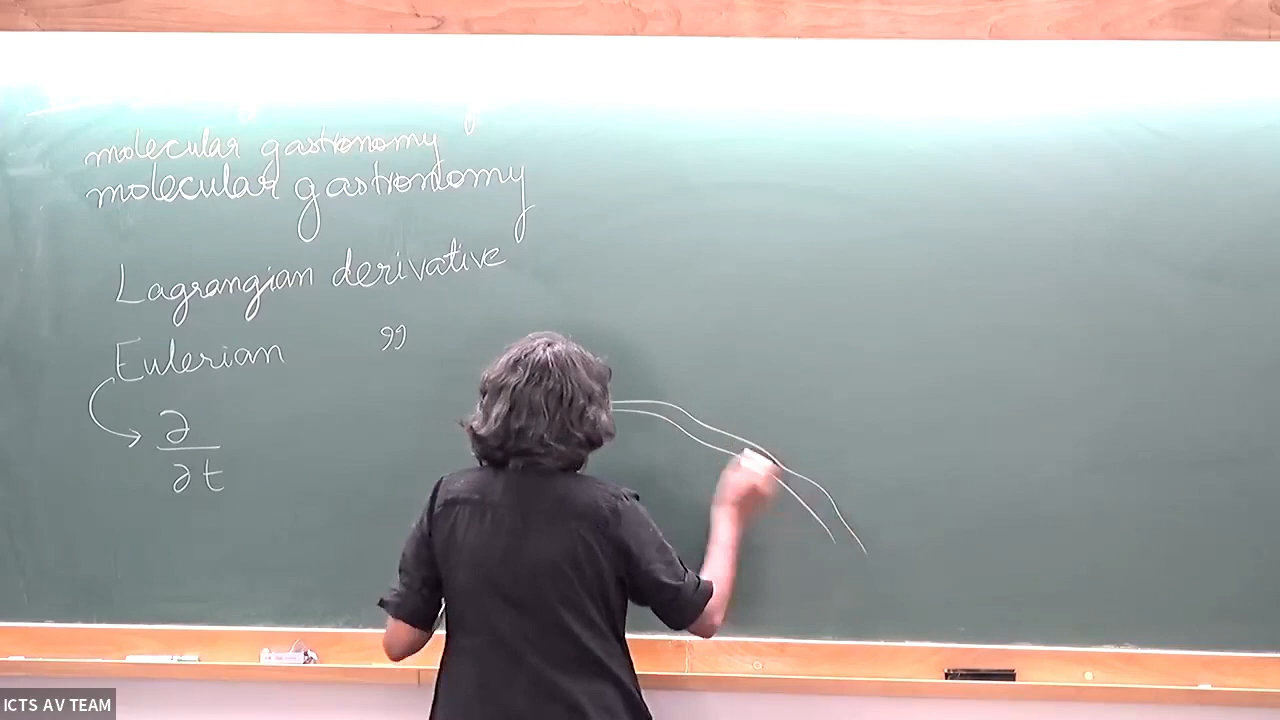 molecular gastronomy
molecular gastronomy
Lagrangian derivative
Eulerian "
∂
∂t
ICTS AV TEAM